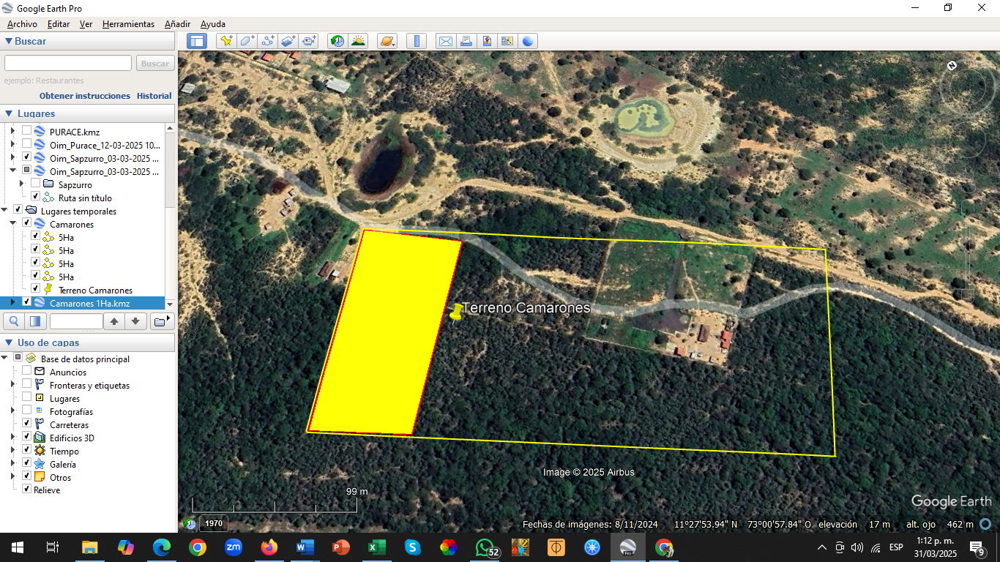 Google Earth Pro
Archivo Editar Ver Herramientas Añadir Ayuda
Buscar
Buscar
ejemplo: Restaurantes
Obtener instrucciones Historial
Lugares
PURACE.kmz
Oim_Purace_12-03-2025 10...
Oim_Sapzurro_03-03-2025 ...
Oim_Sapzurro_03-03-2025 ...
Sapzurro
Ruta sin título
Lugares temporales
Camarones
5Ha
5Ha
5Ha
5Ha
Terreno Camarones
Camarones 1Ha.kmz
Uso de capas
Base de datos principal
Anuncios
Fronteras y etiquetas
Lugares
Fotografías
Carreteras
Edificios 3D
Tiempo
Galería
Otros
Relieve
N
Terreno Camarones
Image © 2025 Airbus
99 m
Google Earth
1970
Fechas de imágenes: 8/11/2024 11°27'53.94" N 73°00'57.84" O elevación 17 m alt. ojo 462 m
zm
W
P
X
S
52
Pro
ESP
1:12 p. m.
31/03/2025
9